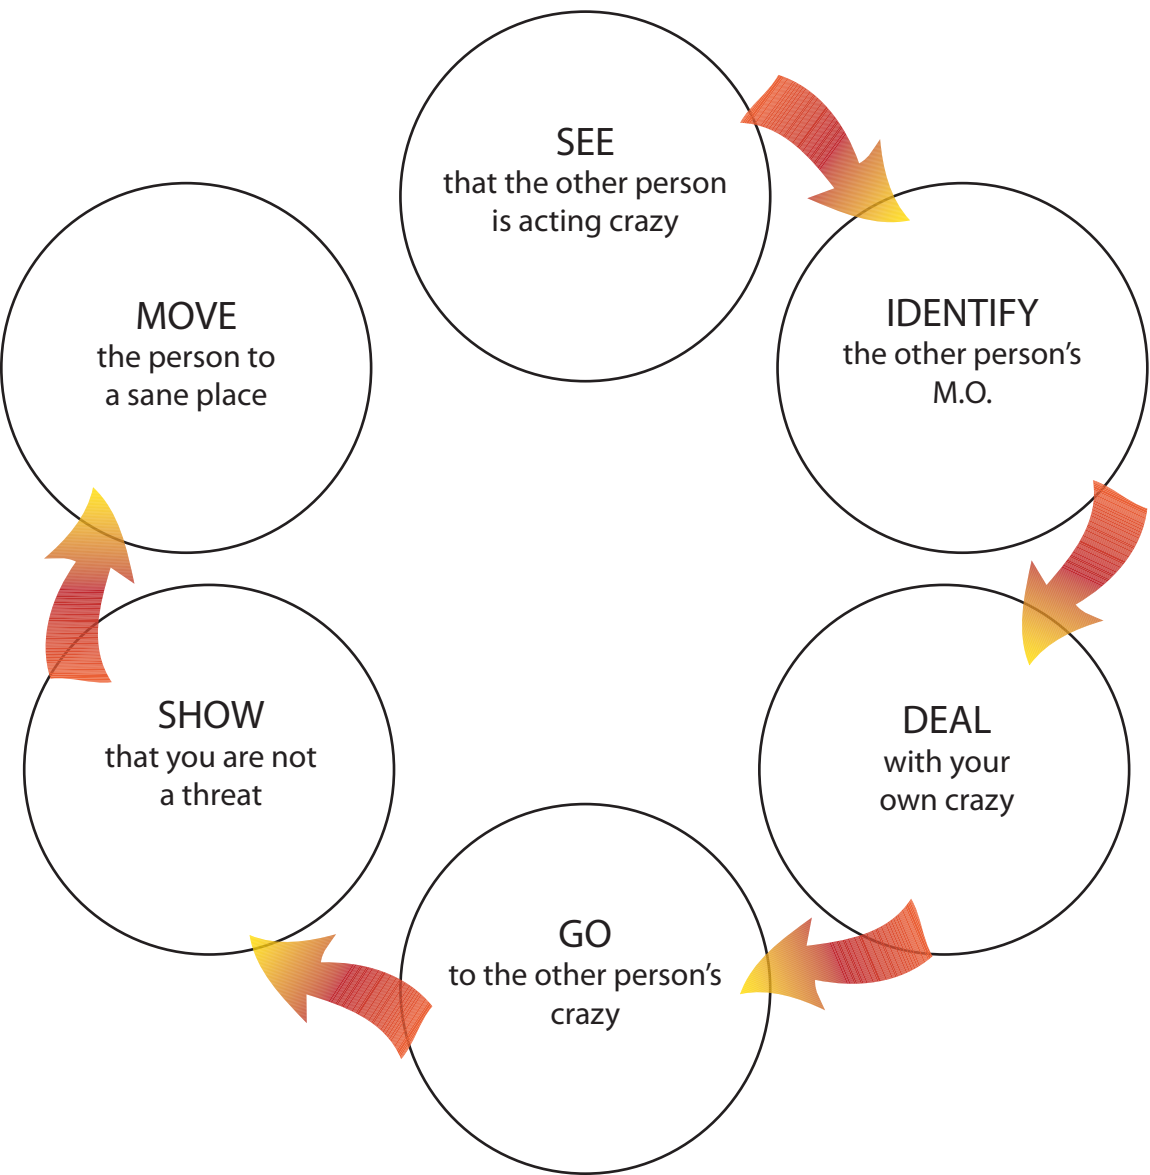 SEE
that the other person
is acting crazy
IDENTIFY
the other person's
M.O.
DEAL
with your
own crazy
GO
to the other person's
crazy
SHOW
that you are not
a threat
MOVE
the person to
a sane place